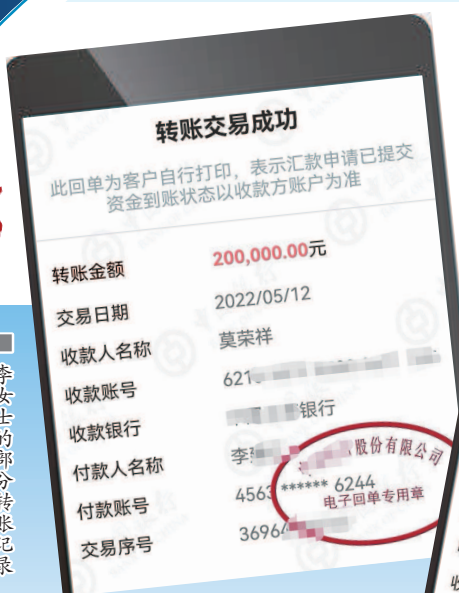 转账交易成功
此回单为客户自行打印，表示汇款申请已提交
资金到账状态以收款方账户为准
转账金额 200,000.00元
交易日期 2022/05/12
收款人名称 莫荣祥
收款账号 621
收款银行 银行
付款人名称 李
付款账号 4563 ****** 6244
交易序号 36964
股份有限公司
电子回单专用章
李女士的部分转账记录
收